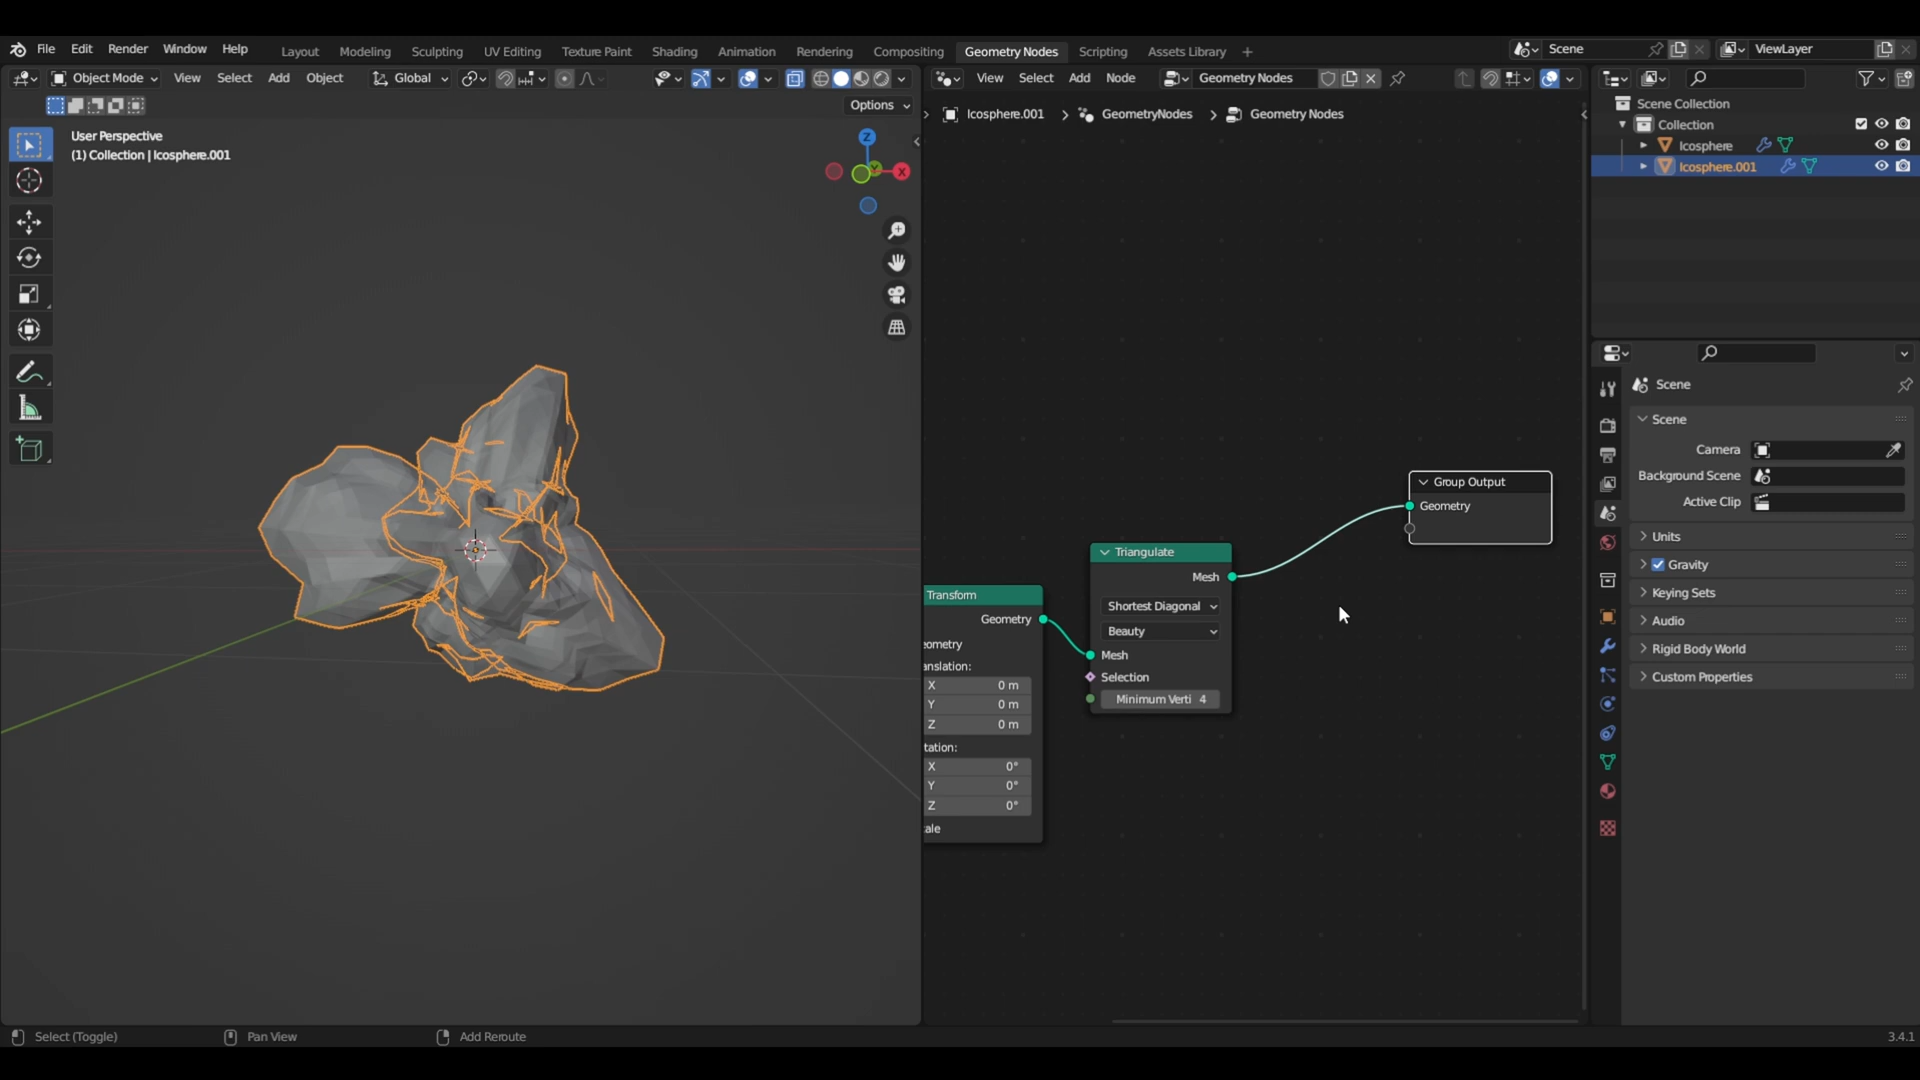 File Edit Render Window Help
Layout Modeling Sculpting UV Editing Texture Paint Shading Animation Rendering Compositing Geometry Nodes Scripting Assets Library +
Scene
ViewLayer
Object Mode View Select Add Object Global
Options
User Perspective
(1) Collection | Icosphere.001
Z
Y
X
View Select Add Node Geometry Nodes
Icosphere.001 > GeometryNodes > Geometry Nodes
Transform
Geometry
eometry
anslation:
X 0 m
Y 0 m
Z 0 m
tation:
X 0°
Y 0°
Z 0°
ale
Triangulate
Mesh
Shortest Diagonal
Beauty
Mesh
Selection
Minimum Verti 4
Group Output
Geometry
Scene Collection
Collection
Icosphere
Icosphere.001
Scene
Scene
Camera
Background Scene
Active Clip
Units
Gravity
Keying Sets
Audio
Rigid Body World
Custom Properties
Select (Toggle)
Pan View
Add Reroute
3.4.1